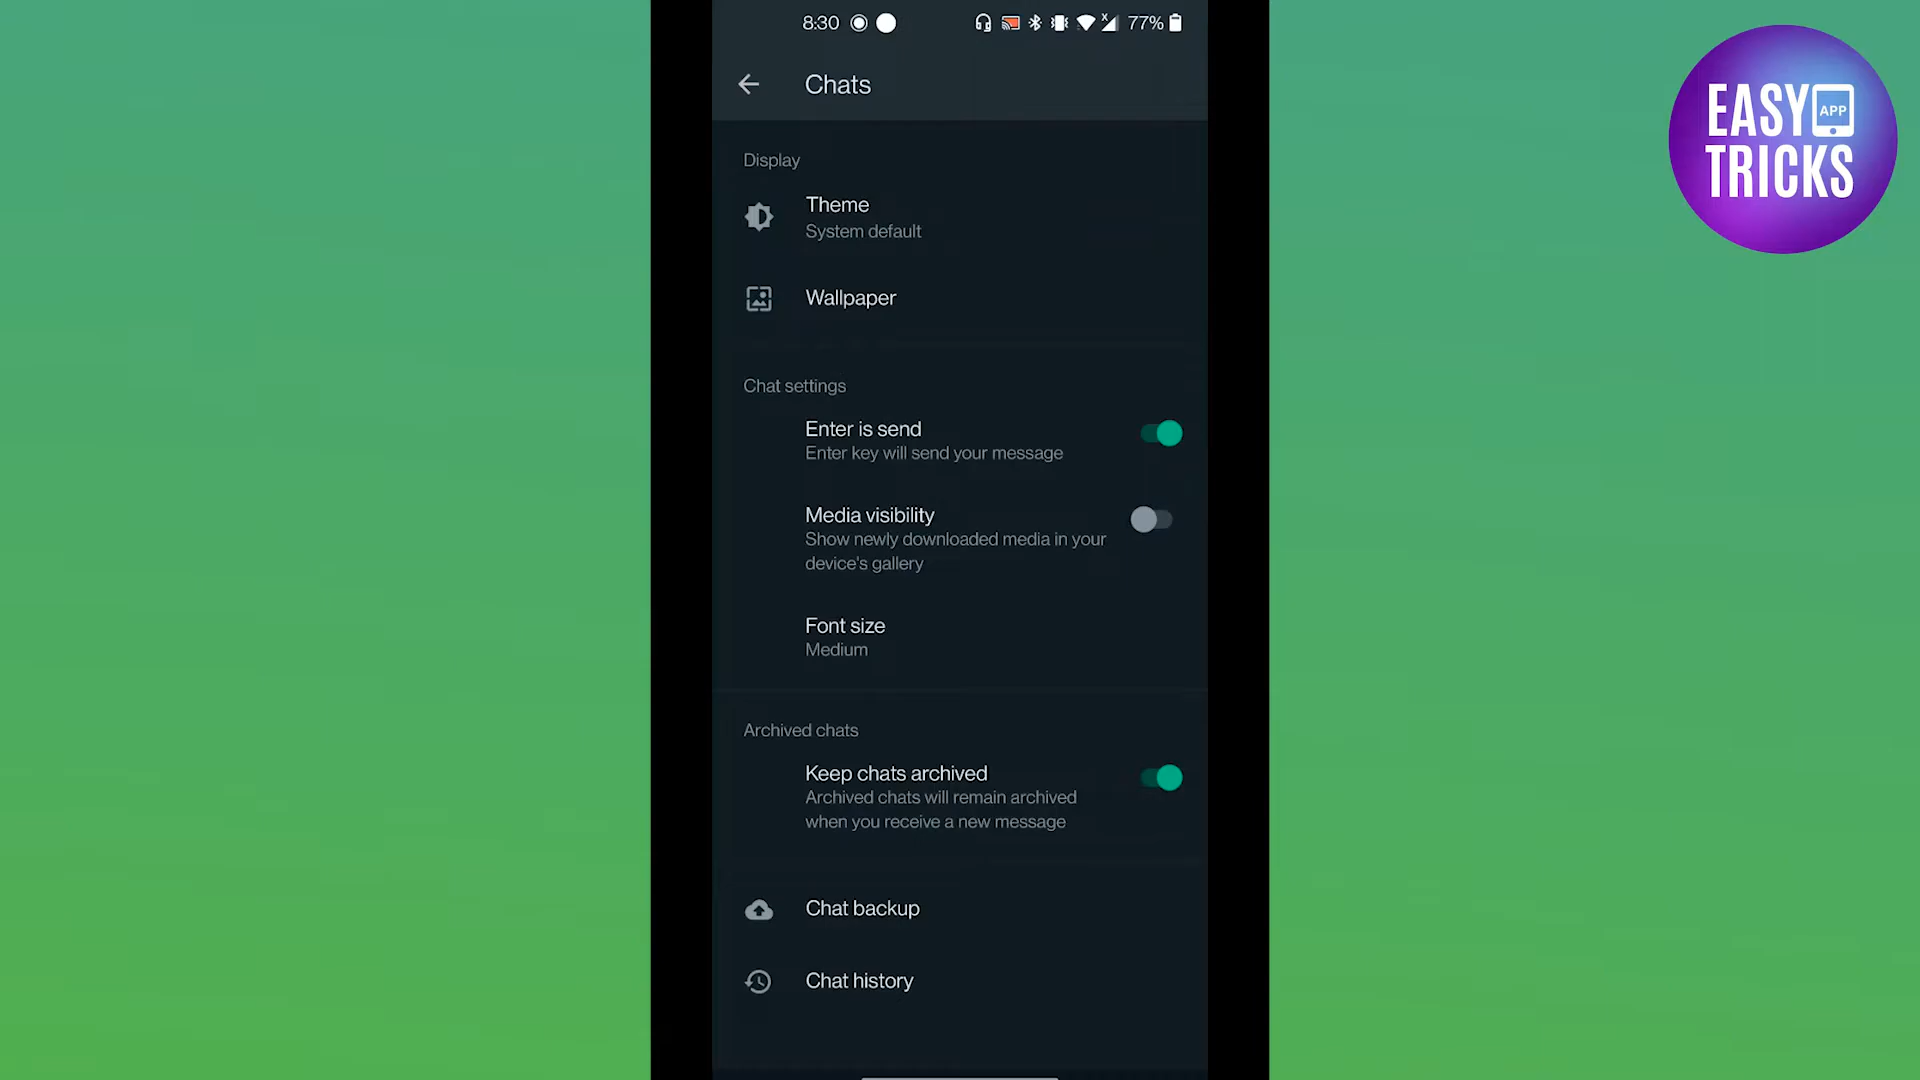 8:30
77%
Chats
EASY APP
TRICKS
Display
Theme
System default
Wallpaper
Chat settings
Enter is send
Enter key will send your message
Media visibility
Show newly downloaded media in your
device's gallery
Font size
Medium
Archived chats
Keep chats archived
Archived chats will remain archived
when you receive a new message
Chat backup
Chat history